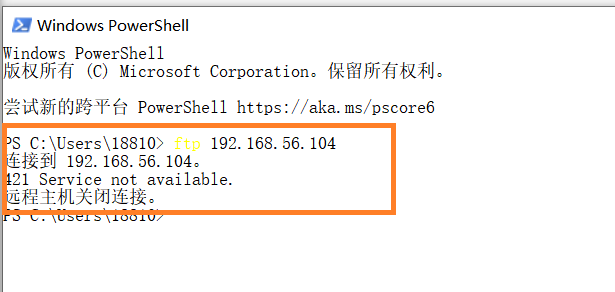 Windows PowerShell
Windows PowerShell
版权所有 (C) Microsoft Corporation。保留所有权利。
尝试新的跨平台 PowerShell https://aka.ms/pscore6
PS C:\Users\18810> ftp 192.168.56.104
连接到 192.168.56.104。
421 Service not available.
远程主机关闭连接。
PS C:\Users\18810>